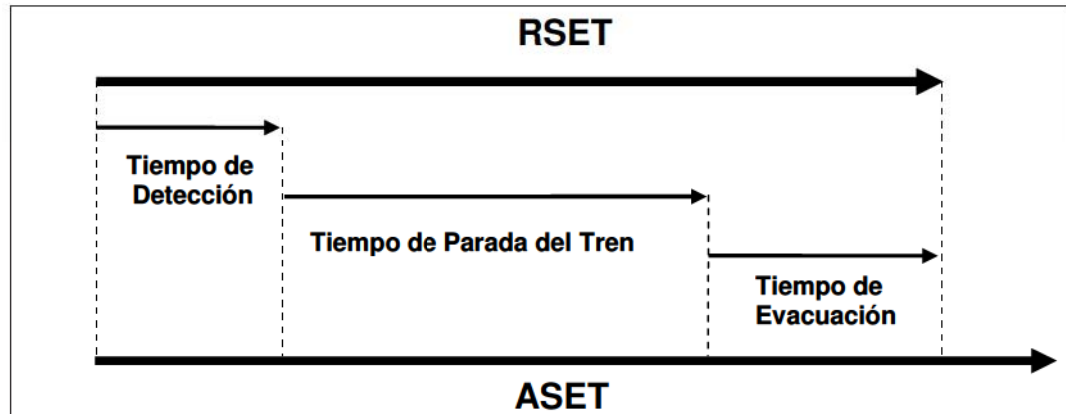 RSET
Tiempo de
Detección
Tiempo de Parada del Tren
Tiempo de
Evacuación
ASET